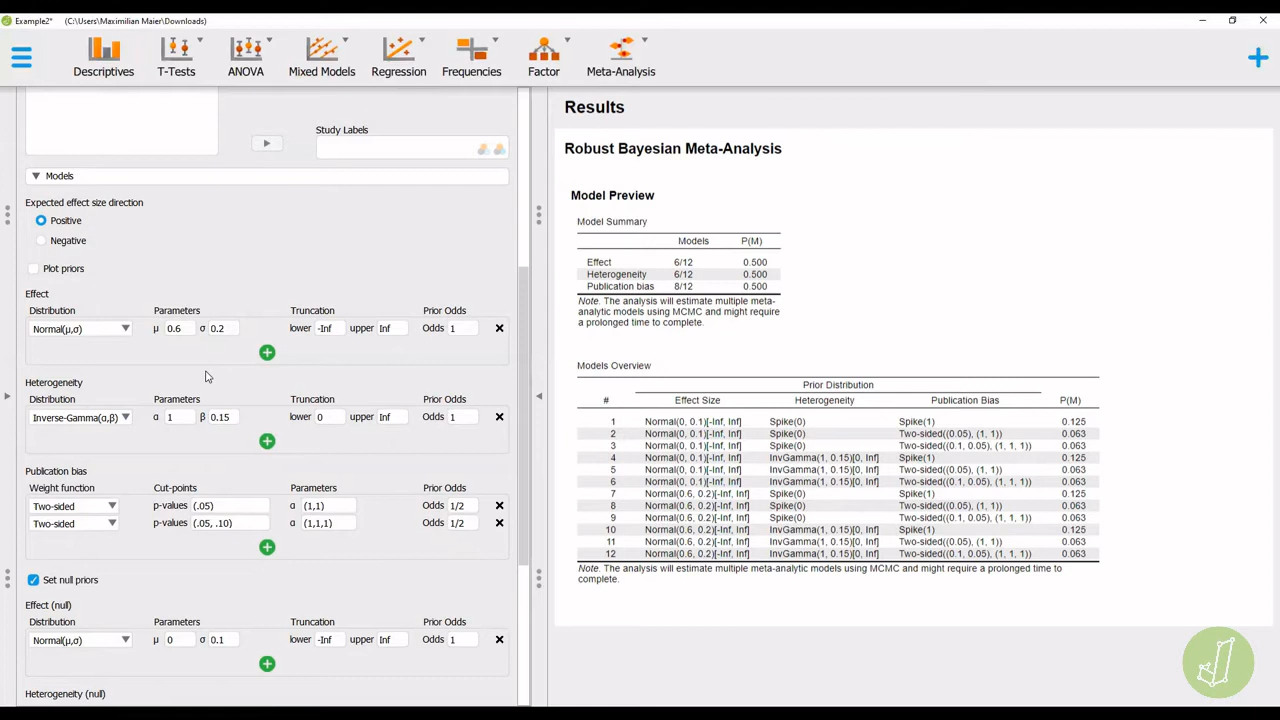 Example2* (C:\Users\Maximilian Maier\Downloads)
Descriptives T-Tests ANOVA Mixed Models Regression Frequencies Factor Meta-Analysis
Study Labels
Models
Expected effect size direction
Positive
Negative
Plot priors
Effect
Distribution Parameters Truncation Prior Odds
Normal(μ,σ) μ 0.6 σ 0.2 lower -Inf upper Inf Odds 1
Heterogeneity
Distribution Parameters Truncation Prior Odds
Inverse-Gamma(α,β) α 1 β 0.15 lower 0 upper Inf Odds 1
Publication bias
Weight function Cut-points Parameters Prior Odds
Two-sided p-values (.05) α (1,1) Odds 1/2
Two-sided p-values (.05, .10) α (1,1,1) Odds 1/2
Set null priors
Effect (null)
Distribution Parameters Truncation Prior Odds
Normal(μ,σ) μ 0 σ 0.1 lower -Inf upper Inf Odds 1
Heterogeneity (null)
Results
Robust Bayesian Meta-Analysis
Model Preview
Model Summary
Models P(M)
Effect 6/12 0.500
Heterogeneity 6/12 0.500
Publication bias 8/12 0.500
Note. The analysis will estimate multiple meta-
analytic models using MCMC and might require
a prolonged time to complete.
Models Overview
Prior Distribution
# Effect Size Heterogeneity Publication Bias P(M)
1 Normal(0, 0.1)[-Inf, Inf] Spike(0) Spike(1) 0.125
2 Normal(0, 0.1)[-Inf, Inf] Spike(0) Two-sided((0.05), (1, 1)) 0.063
3 Normal(0, 0.1)[-Inf, Inf] Spike(0) Two-sided((0.1, 0.05), (1, 1, 1)) 0.063
4 Normal(0, 0.1)[-Inf, Inf] InvGamma(1, 0.15)[0, Inf] Spike(1) 0.125
5 Normal(0, 0.1)[-Inf, Inf] InvGamma(1, 0.15)[0, Inf] Two-sided((0.05), (1, 1)) 0.063
6 Normal(0, 0.1)[-Inf, Inf] InvGamma(1, 0.15)[0, Inf] Two-sided((0.1, 0.05), (1, 1, 1)) 0.063
7 Normal(0.6, 0.2)[-Inf, Inf] Spike(0) Spike(1) 0.125
8 Normal(0.6, 0.2)[-Inf, Inf] Spike(0) Two-sided((0.05), (1, 1)) 0.063
9 Normal(0.6, 0.2)[-Inf, Inf] Spike(0) Two-sided((0.1, 0.05), (1, 1, 1)) 0.063
10 Normal(0.6, 0.2)[-Inf, Inf] InvGamma(1, 0.15)[0, Inf] Spike(1) 0.125
11 Normal(0.6, 0.2)[-Inf, Inf] InvGamma(1, 0.15)[0, Inf] Two-sided((0.05), (1, 1)) 0.063
12 Normal(0.6, 0.2)[-Inf, Inf] InvGamma(1, 0.15)[0, Inf] Two-sided((0.1, 0.05), (1, 1, 1)) 0.063
Note. The analysis will estimate multiple meta-analytic models using MCMC and might require a prolonged time to
complete.